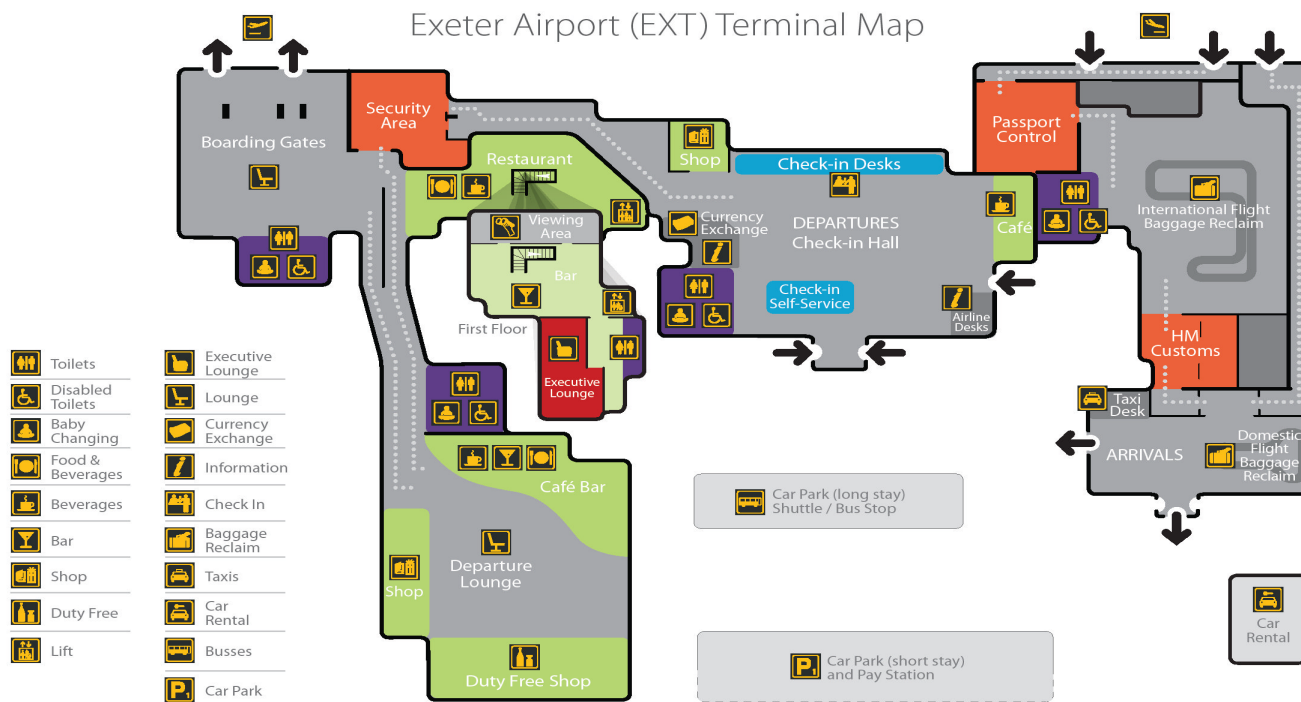 Exeter Airport (EXT) Terminal Map
Security
Area
Boarding Gates
Restaurant
Shop
Check-in Desks
Passport
Control
Viewing
Area
Currency
Exchange
DEPARTURES
Check-in Hall
Café
International Flight
Baggage Reclaim
Bar
Check-in
Self-Service
Airline
Desks
First Floor
Executive
Lounge
HM
Customs
Taxi
Desk
ARRIVALS
Domestic
Flight
Baggage
Reclaim
Café Bar
Departure
Lounge
Shop
Duty Free Shop
Car Park (long stay)
Shuttle / Bus Stop
Car Park (short stay)
and Pay Station
P1
Car
Rental
Toilets
Disabled
Toilets
Baby
Changing
Food &
Beverages
Beverages
Bar
Shop
Duty Free
Lift
Executive
Lounge
Lounge
Currency
Exchange
Information
Check In
Baggage
Reclaim
Taxis
Car
Rental
Busses
P1
Car Park